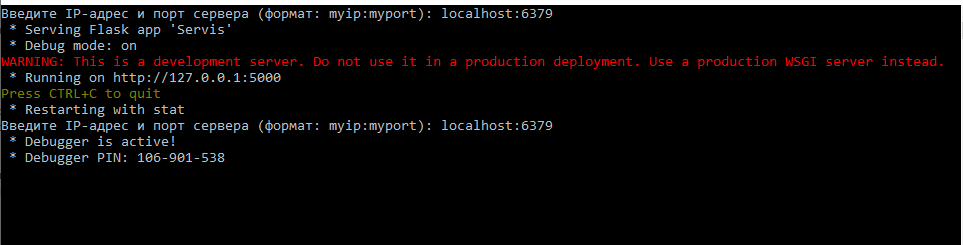 Введите IP-адрес и порт сервера (формат: myip:myport): localhost:6379
 * Serving Flask app 'Servis'
 * Debug mode: on
WARNING: This is a development server. Do not use it in a production deployment. Use a production WSGI server instead.
 * Running on http://127.0.0.1:5000
Press CTRL+C to quit
 * Restarting with stat
Введите IP-адрес и порт сервера (формат: myip:myport): localhost:6379
 * Debugger is active!
 * Debugger PIN: 106-901-538